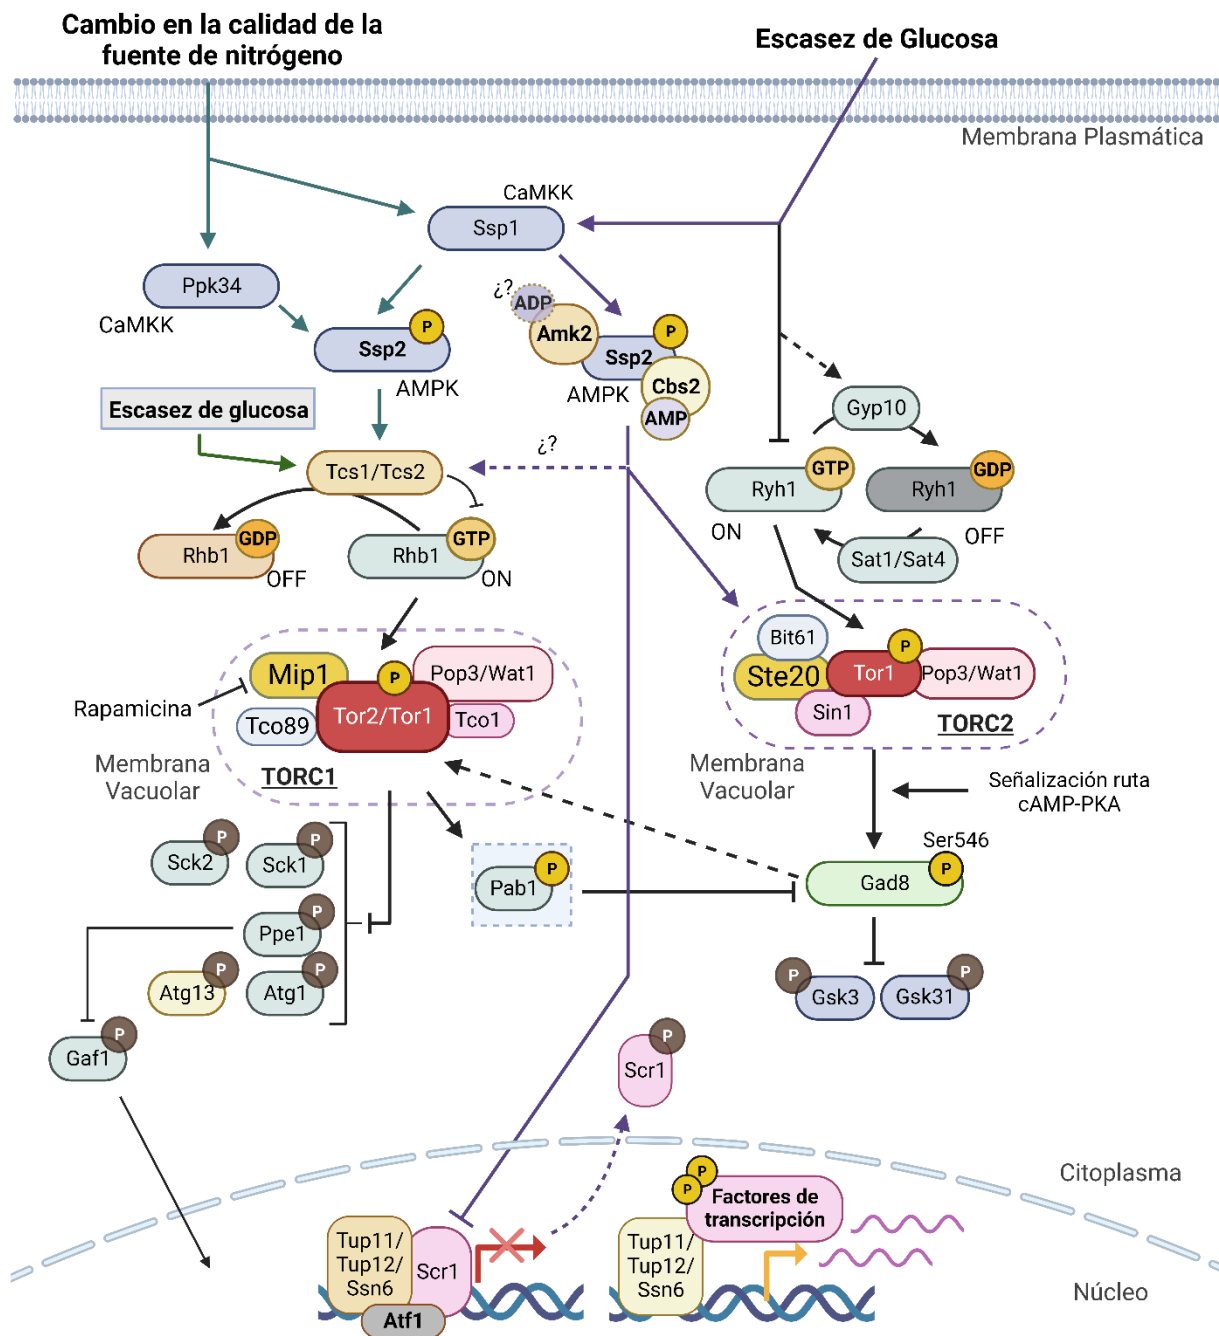 Cambio en la calidad de la
fuente de nitrógeno
Escasez de Glucosa
Membrana Plasmática
CaMKK
Ssp1
Ppk34
CaMKK
¿?
ADP
Amk2
P
Ssp2
AMPK
P
Ssp2
Cbs2
AMPK
AMP
Gyp10
Escasez de glucosa
¿?
Tcs1/Tcs2
GTP
Ryh1
ON
GDP
Ryh1
OFF
Sat1/Sat4
GDP
Rhb1
OFF
GTP
Rhb1
ON
Mip1
P
Pop3/Wat1
Rapamicina
Tco89
Tor2/Tor1
Tco1
Membrana
Vacuolar
TORC1
Bit61
P
Ste20
Tor1
Pop3/Wat1
Sin1
TORC2
Membrana
Vacuolar
Señalización ruta
cAMP-PKA
P
Sck2
P
Sck1
P
Ppe1
P
Atg13
P
Atg1
P
Gaf1
P
Pab1
Ser546
P
Gad8
P
Gsk3
P
Gsk31
P
Scr1
Citoplasma
P
P
Factores de
transcripción
Tup11/
Tup12/
Ssn6
Scr1
Atf1
Tup11/
Tup12/
Ssn6
Núcleo